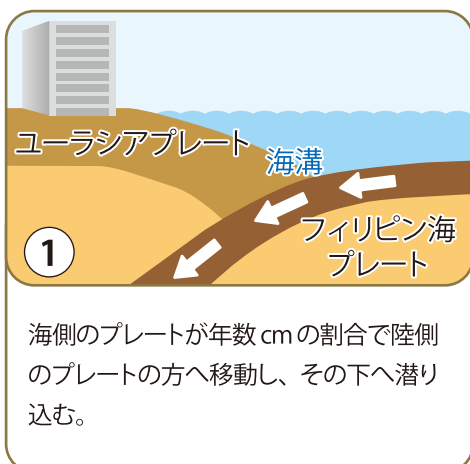 ユーラシアプレート
海溝
フィリピン海
プレート
1
海側のプレートが年数cmの割合で陸側
のプレートの方へ移動し、その下へ潜り
込む。